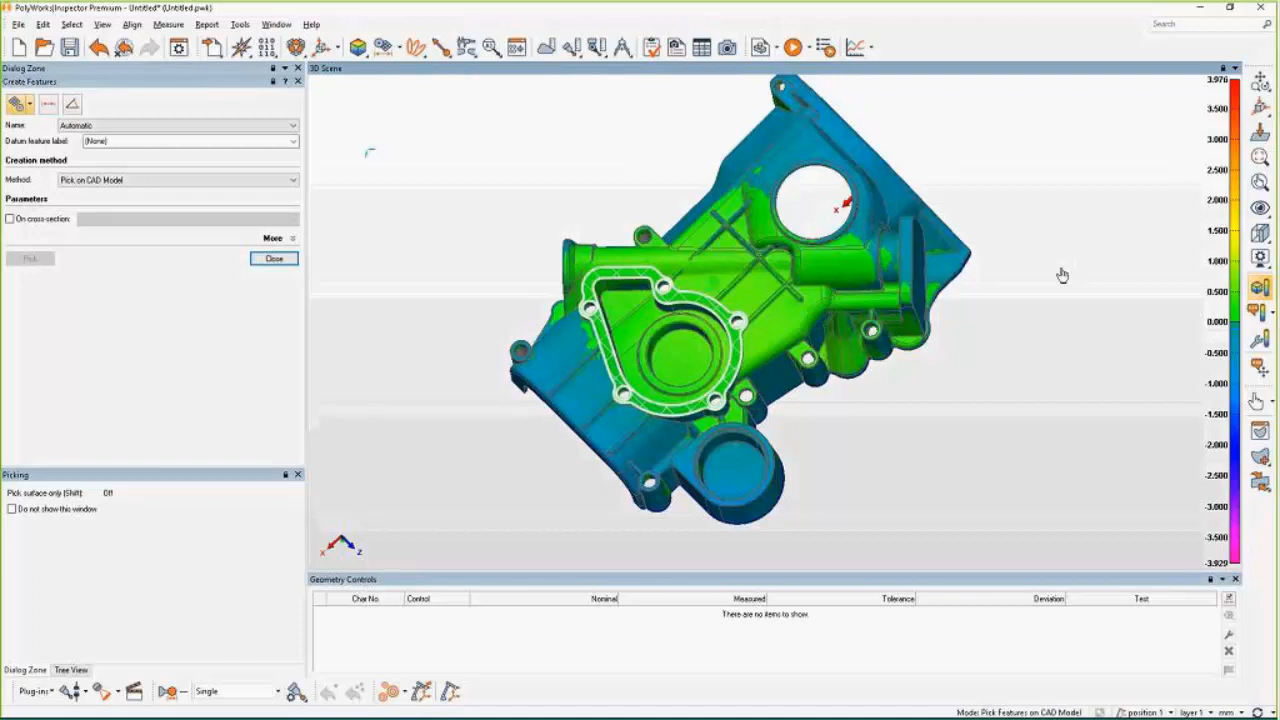 PolyWorks|Inspector Premium - Untitled* (Untitled.pwk)
File Edit Select View Align Measure Report Tools Window Help
Search
Dialog Zone
3D Scene
Create Features
Name: Automatic
Datum feature label: (None)
Creation method
Method: Pick on CAD Model
Parameters
On cross-section:
More
Pick
Close
3.976
3.500
3.000
2.500
2.000
1.500
1.000
0.500
0.000
-0.500
-1.000
-1.500
-2.000
-2.500
-3.000
-3.500
-3.929
x
x
z
Picking
Pick surface only (Shift): Off
Do not show this window
Geometry Controls
Char No. Control Nominal Measured Tolerance Deviation Test
There are no items to show.
Dialog Zone Tree View
Plug-ins Single
Mode: Pick Features on CAD Model position 1 layer 1 mm